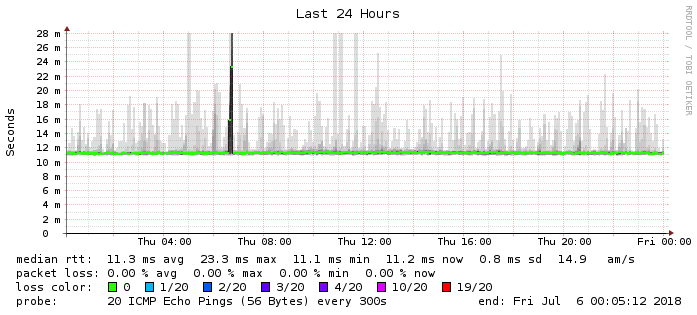 Last 24 Hours
RRDTOOL / TOBI OETIKER
Seconds
28 m
26 m
24 m
22 m
20 m
18 m
16 m
14 m
12 m
10 m
8 m
6 m
4 m
2 m
0
Thu 04:00 Thu 08:00 Thu 12:00 Thu 16:00 Thu 20:00 Fri 00:00
median rtt: 11.3 ms avg 23.3 ms max 11.1 ms min 11.2 ms now 0.8 ms sd 14.9 am/s
packet loss: 0.00 % avg 0.00 % max 0.00 % min 0.00 % now
loss color: 0 1/20 2/20 3/20 4/20 10/20 19/20
probe: 20 ICMP Echo Pings (56 Bytes) every 300s end: Fri Jul 6 00:05:12 2018